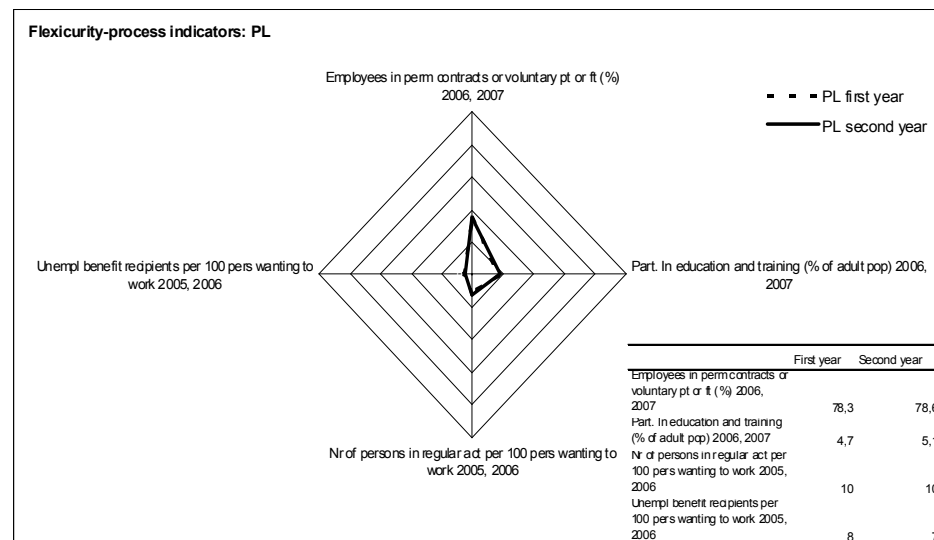 Flexicurity-process indicators: PL
Employees in perm contracts or voluntary pt or ft (%)
2006, 2007
PL first year
PL second year
Unempl benefit recipients per 100 pers wanting to
work 2005, 2006
Part. In education and training (% of adult pop) 2006,
2007
Nr of persons in regular act per 100 pers wanting to
work 2005, 2006
First year Second year
Employees in perm contracts or
voluntary pt or ft (%) 2006,
2007 78,3 78,6
Part. In education and training
(% of adult pop) 2006, 2007 4,7 5,
Nr of persons in regular act per
100 pers wanting to work 2005,
2006 10 10
Unempl benefit recipients per
100 pers wanting to work 2005,
2006 8 7